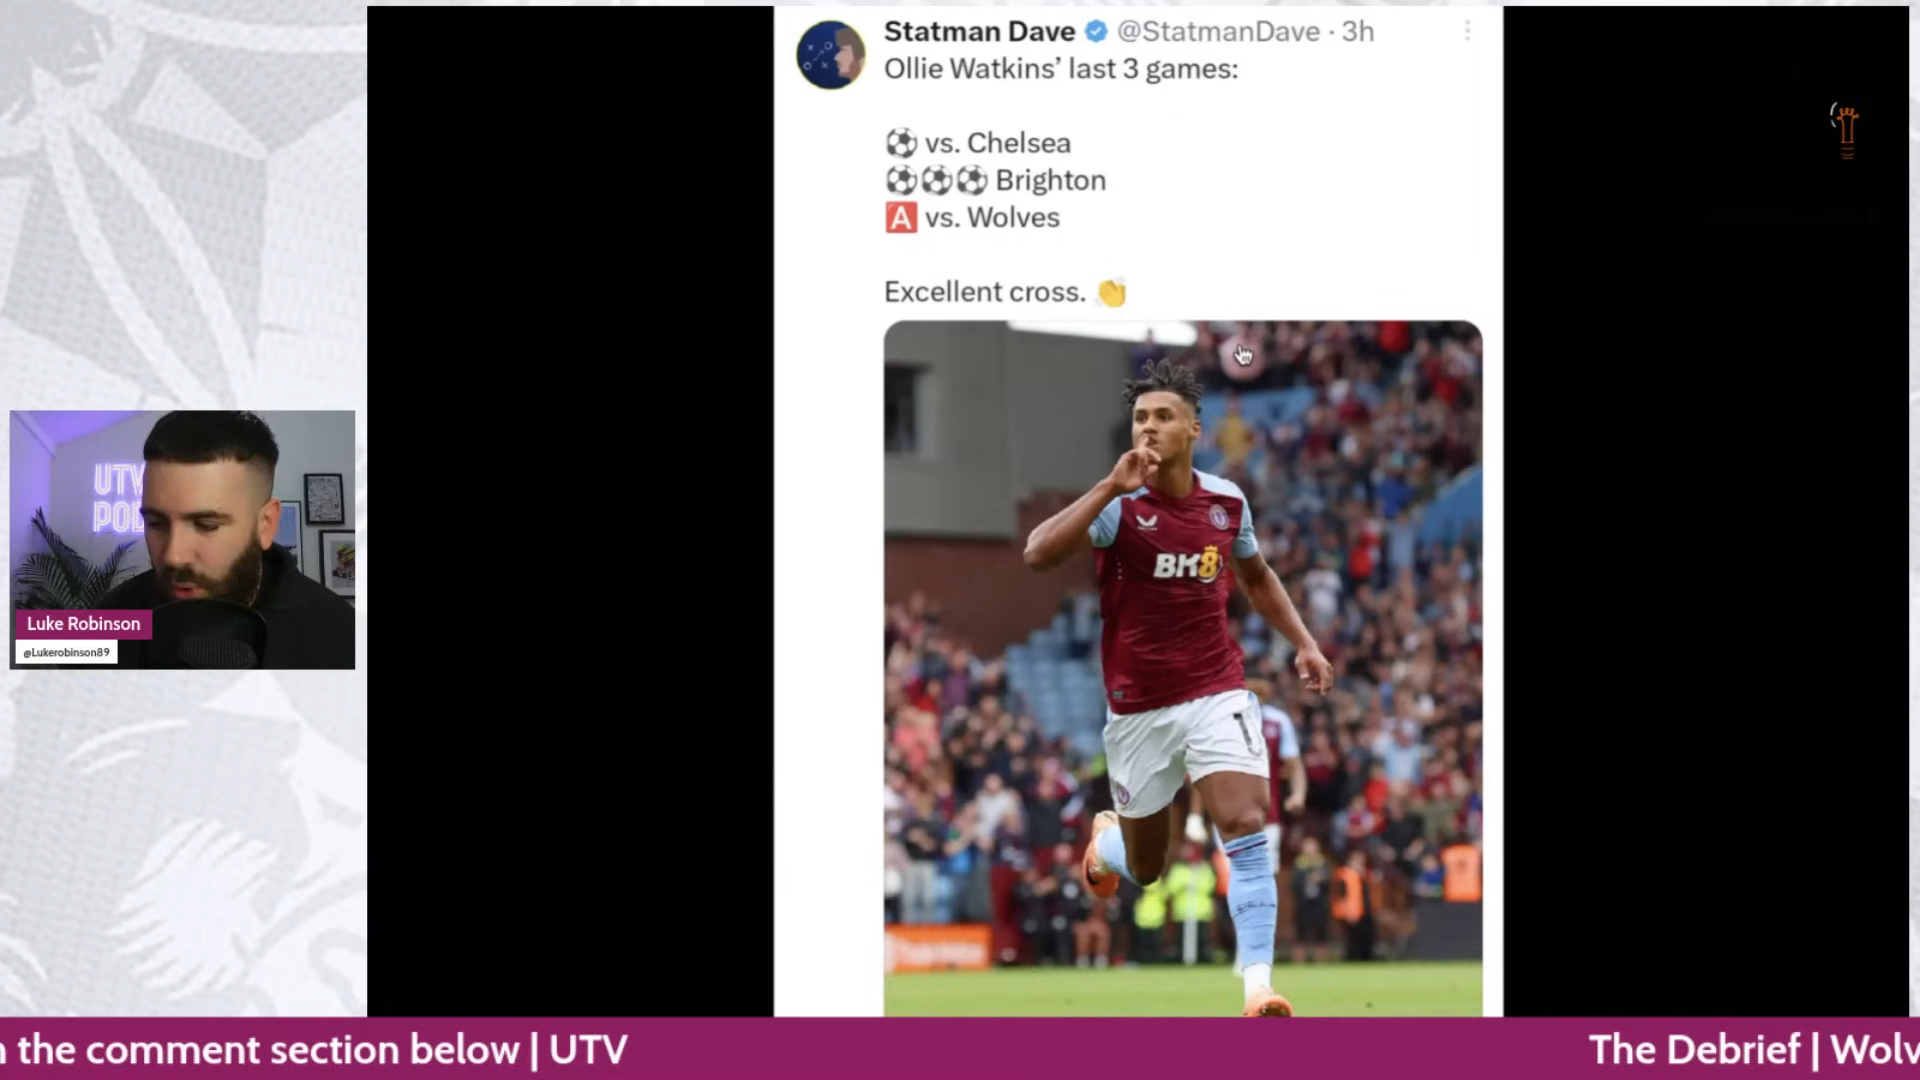 Statman Dave @StatmanDave · 3h
Ollie Watkins’ last 3 games:
⚽ vs. Chelsea
⚽⚽⚽ Brighton
🅰 vs. Wolves
Excellent cross. 👏
BK8
1
UTV
POD
Luke Robinson
@Lukerobinson89
n the comment section below | UTV
The Debrief | Wolv